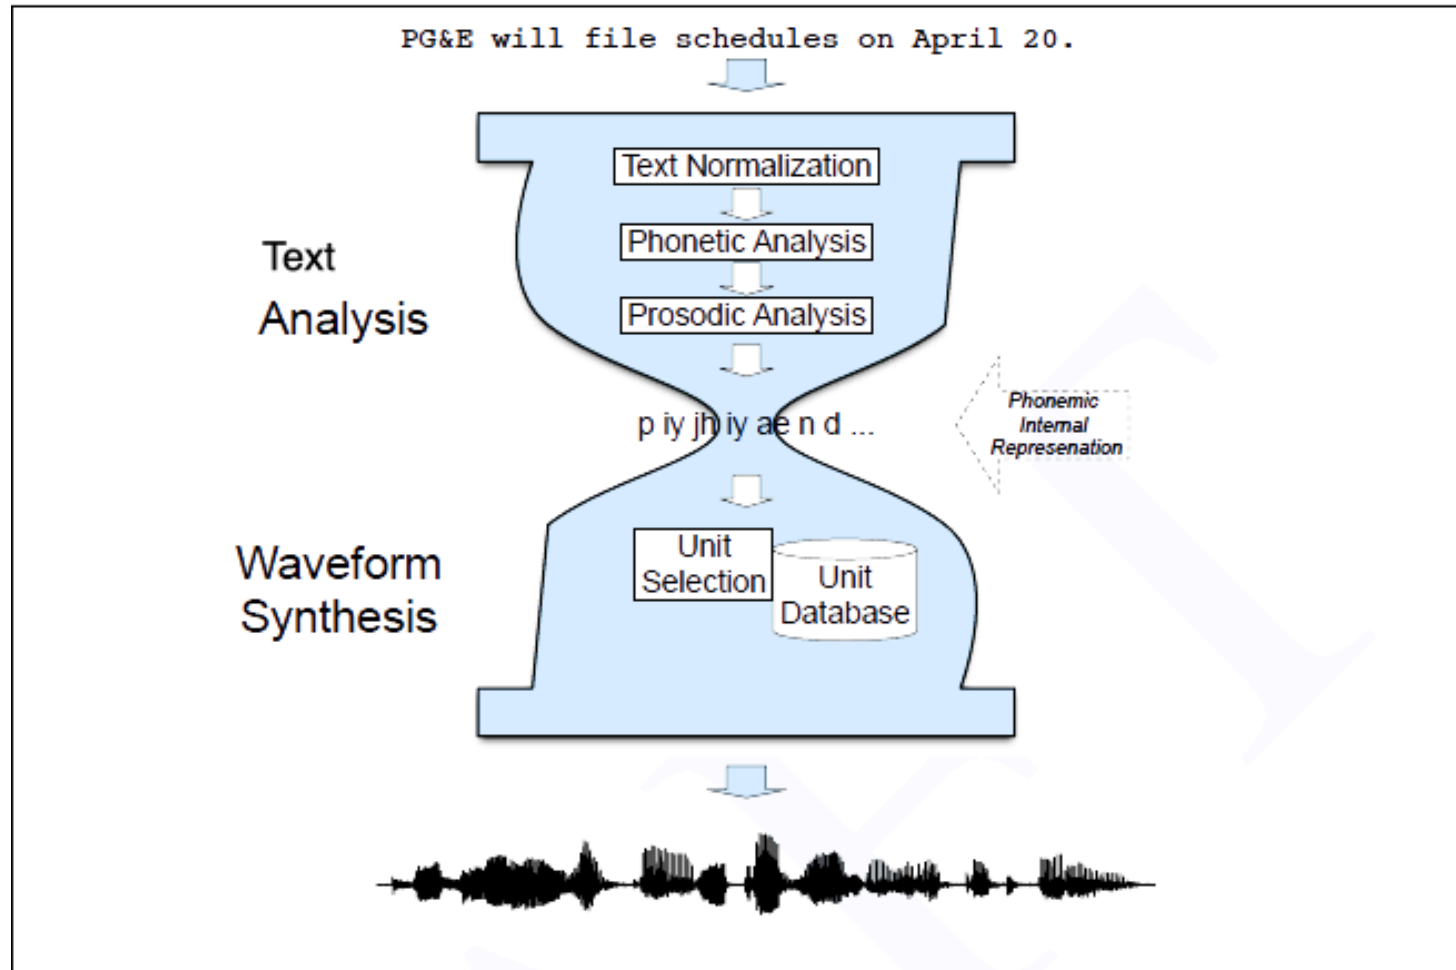 PG&E will file schedules on April 20.
Text Normalization
Phonetic Analysis
Prosodic Analysis
Text
Analysis
p iy jh iy ae n d ...
Phonemic
Internal
Represenation
Waveform
Synthesis
Unit
Selection
Unit
Database